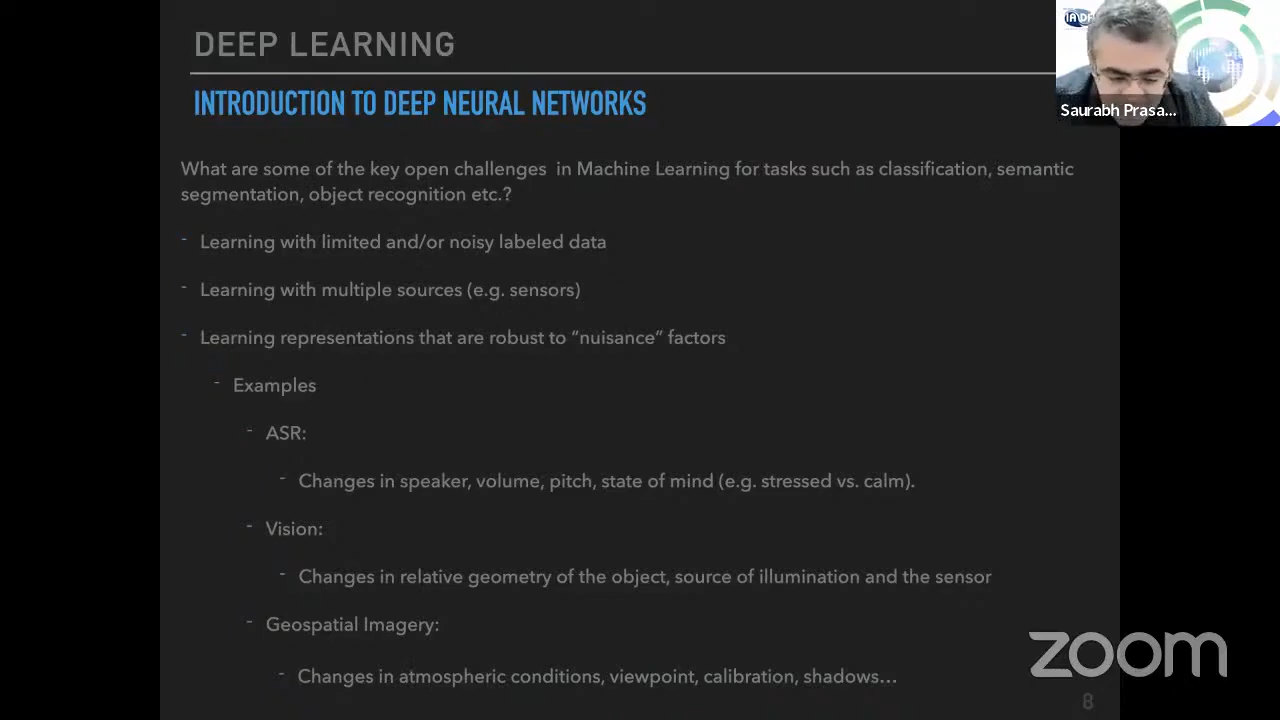 DEEP LEARNING
INTRODUCTION TO DEEP NEURAL NETWORKS
Saurabh Prasa...
What are some of the key open challenges in Machine Learning for tasks such as classification, semantic
segmentation, object recognition etc.?
- Learning with limited and/or noisy labeled data
- Learning with multiple sources (e.g. sensors)
- Learning representations that are robust to “nuisance” factors
- Examples
- ASR:
- Changes in speaker, volume, pitch, state of mind (e.g. stressed vs. calm).
- Vision:
- Changes in relative geometry of the object, source of illumination and the sensor
- Geospatial Imagery:
- Changes in atmospheric conditions, viewpoint, calibration, shadows...
zoom
8